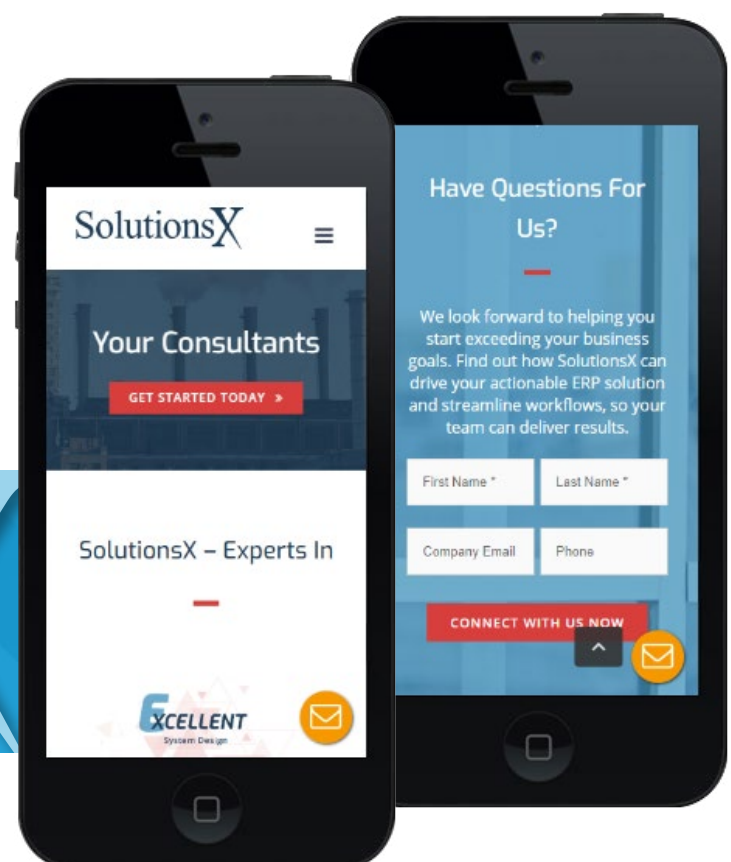 SolutionsX
Your Consultants
GET STARTED TODAY »
SolutionsX – Experts In
EXCELLENT
System Design
Have Questions For
Us?
We look forward to helping you
start exceeding your business
goals. Find out how SolutionsX can
drive your actionable ERP solution
and streamline workflows, so your
team can deliver results.
First Name *
Last Name *
Company Email
Phone
CONNECT WITH US NOW